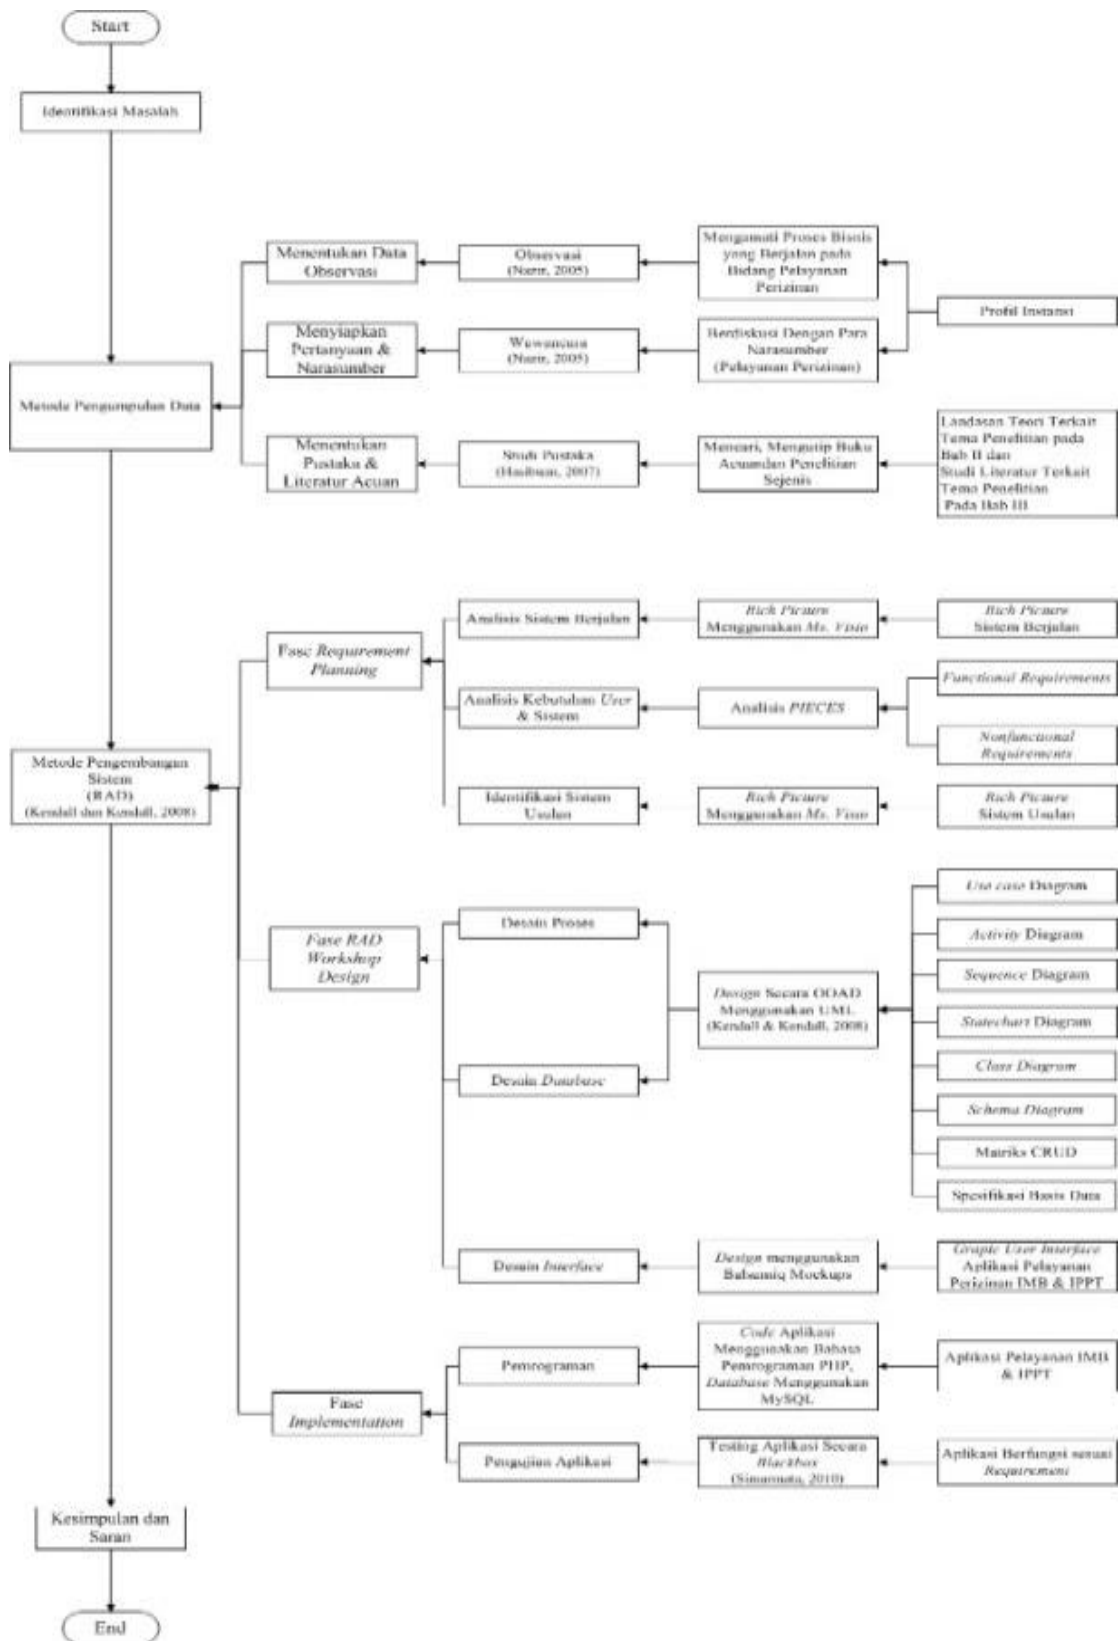 Start
Identifikasi Masalah
Mengamati Proses Bisnis
yang Berjalan pada
Bidang Pelayanan
Perizinan
Menentukan Data
Observasi
Observasi
(Nazir, 2005)
Profil Instansi
Menyiapkan
Pertanyaan &
Narasumber
Wawancara
(Nazir, 2005)
Berdiskusi Dengan Para
Narasumber
(Pelayanan Perizinan)
Metode Pengumpulan Data
Menentukan
Pustaka &
Literatur Acuan
Studi Pustaka
(Hasibuan, 2007)
Mencari, Mengutip Buku
Acuandan Penelitian
Sejenis
Landasan Teori Terkait
Tema Penelitian pada
Bab II dan
Studi Literatur Terkait
Tema Penelitian
Pada Bab III
Fase Requirement
Planning
Analisis Sistem Berjalan
Rich Picure
Menggunakan Ms. Visio
Rich Picure
Sistem Berjalan
Analisis Kebutuhan User
& Sistem
Analisis PIECES
Functional Requirements
Nonfunctional
Requirements
Metode Pengembangan
Sistem
(RAD)
(Kendall dan Kendall, 2008)
Identifikasi Sistem
Usulan
Rich Picure
Menggunakan Ms. Visio
Rich Picure
Sistem Usulan
Fase RAD
Workshop
Design
Desain Proses
Desain Database
Design Secara OOAD
Menggunakan UML
(Kendall & Kendall, 2008)
Use case Diagram
Activity Diagram
Sequence Diagram
Statechart Diagram
Class Diagram
Schema Diagram
Matriks CRUD
Spesifikasi Basis Data
Desain Interface
Design menggunakan
Balsamiq Mockups
Grapic User Interface
Aplikasi Pelayanan
Perizinan IMB & IPPT
Fase
Implementation
Pemrograman
Code Aplikasi
Menggunakan Bahasa
Pemrograman PHP,
Database Menggunakan
MySQL
Aplikasi Pelayanan IMB
& IPPT
Pengujian Aplikasi
Testing Aplikasi Secara
Blackbox
(Simarmata, 2010)
Aplikasi Berfungsi sesuai
Requirement
Kesimpulan dan
Saran
End